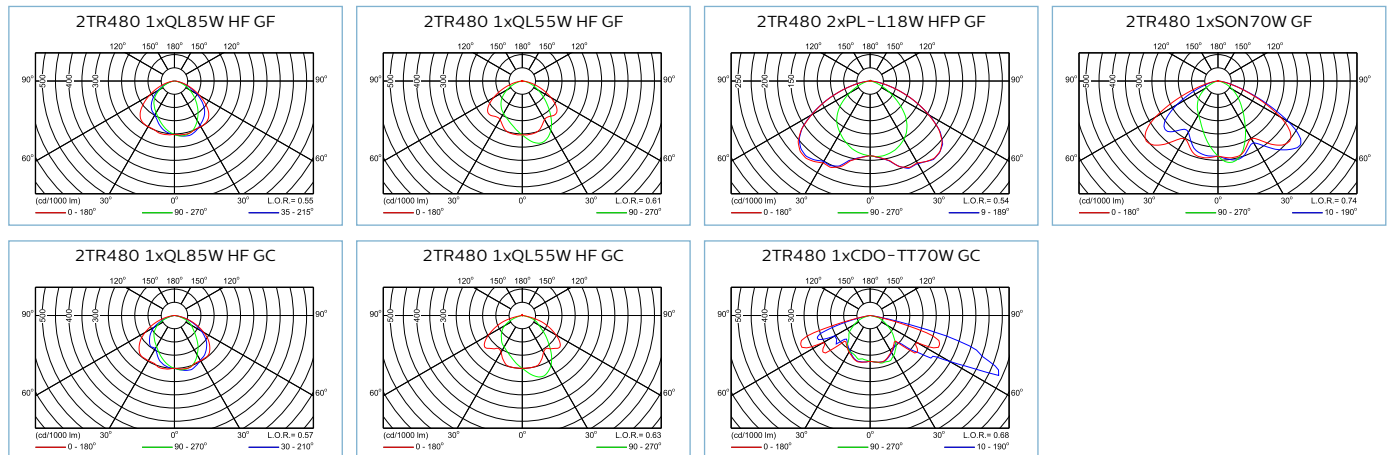 2TR480 1xQL85W HF GF
120° 150° 180° 150° 120°
90° 500 400 300 90°
60° 60°
(cd/1000 lm) 30° 0° 30° L.O.R.= 0.55
0 - 180° 90 - 270° 35 - 215°
2TR480 1xQL55W HF GF
120° 150° 180° 150° 120°
90° 500 400 300 90°
60° 60°
(cd/1000 lm) 30° 0° 30° L.O.R.= 0.61
0 - 180° 90 - 270°
2TR480 2xPL-L18W HFP GF
120° 150° 180° 150° 120°
90° 250 200 150 90°
60° 60°
(cd/1000 lm) 30° 0° 30° L.O.R.= 0.54
0 - 180° 90 - 270° 9 - 189°
2TR480 1xSON70W GF
120° 150° 180° 150° 120°
90° 500 400 300 90°
60° 60°
(cd/1000 lm) 30° 0° 30° L.O.R.= 0.74
0 - 180° 90 - 270° 10 - 190°
2TR480 1xQL85W HF GC
120° 150° 180° 150° 120°
90° 500 400 300 90°
60° 60°
(cd/1000 lm) 30° 0° 30° L.O.R.= 0.57
0 - 180° 90 - 270° 30 - 210°
2TR480 1xQL55W HF GC
120° 150° 180° 150° 120°
90° 500 400 300 90°
60° 60°
(cd/1000 lm) 30° 0° 30° L.O.R.= 0.63
0 - 180° 90 - 270°
2TR480 1xCDO-TT70W GC
120° 150° 180° 150° 120°
90° 500 400 300 90°
60° 60°
(cd/1000 lm) 30° 0° 30° L.O.R.= 0.68
0 - 180° 90 - 270° 10 - 190°